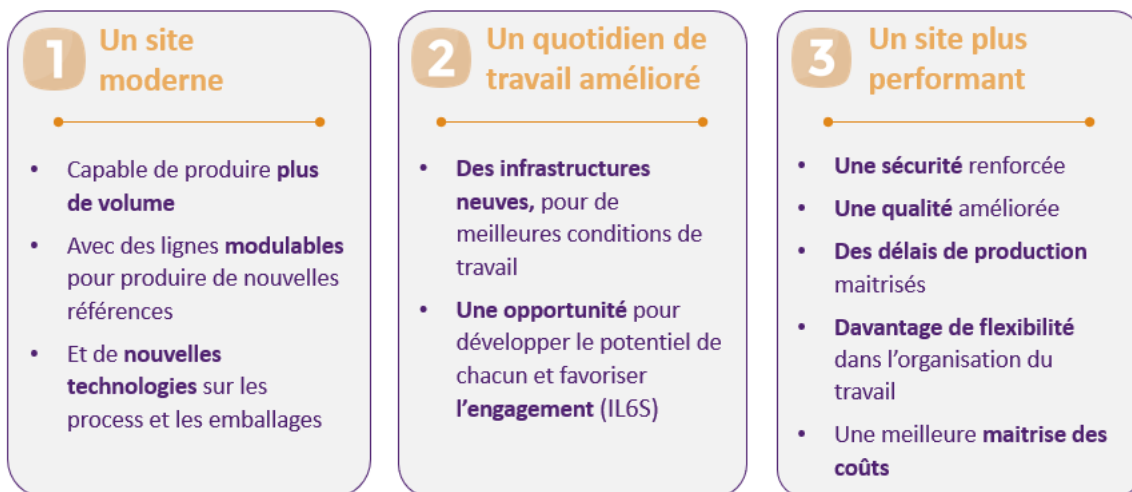 1 Un site
moderne
• Capable de produire plus
de volume
• Avec des lignes modulables
pour produire de nouvelles
références
• Et de nouvelles
technologies sur les
process et les emballages
2 Un quotidien de
travail amélioré
• Des infrastructures
neuves, pour de
meilleures conditions de
travail
• Une opportunité pour
développer le potentiel de
chacun et favoriser
l’engagement (IL6S)
3 Un site plus
performant
• Une sécurité renforcée
• Une qualité améliorée
• Des délais de production
maitrisés
• Davantage de flexibilité
dans l’organisation du
travail
• Une meilleure maitrise des
coûts